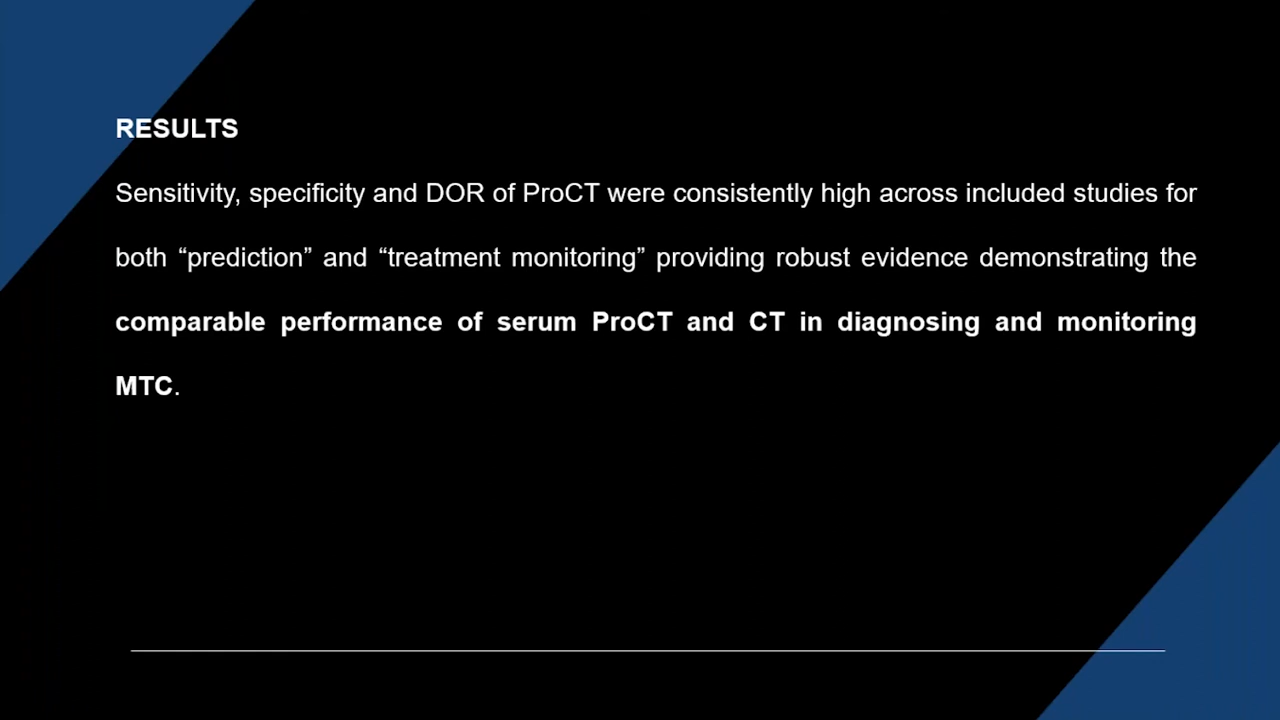 RESULTS
Sensitivity, specificity and DOR of ProCT were consistently high across included studies for
both “prediction” and “treatment monitoring” providing robust evidence demonstrating the
comparable performance of serum ProCT and CT in diagnosing and monitoring
MTC.